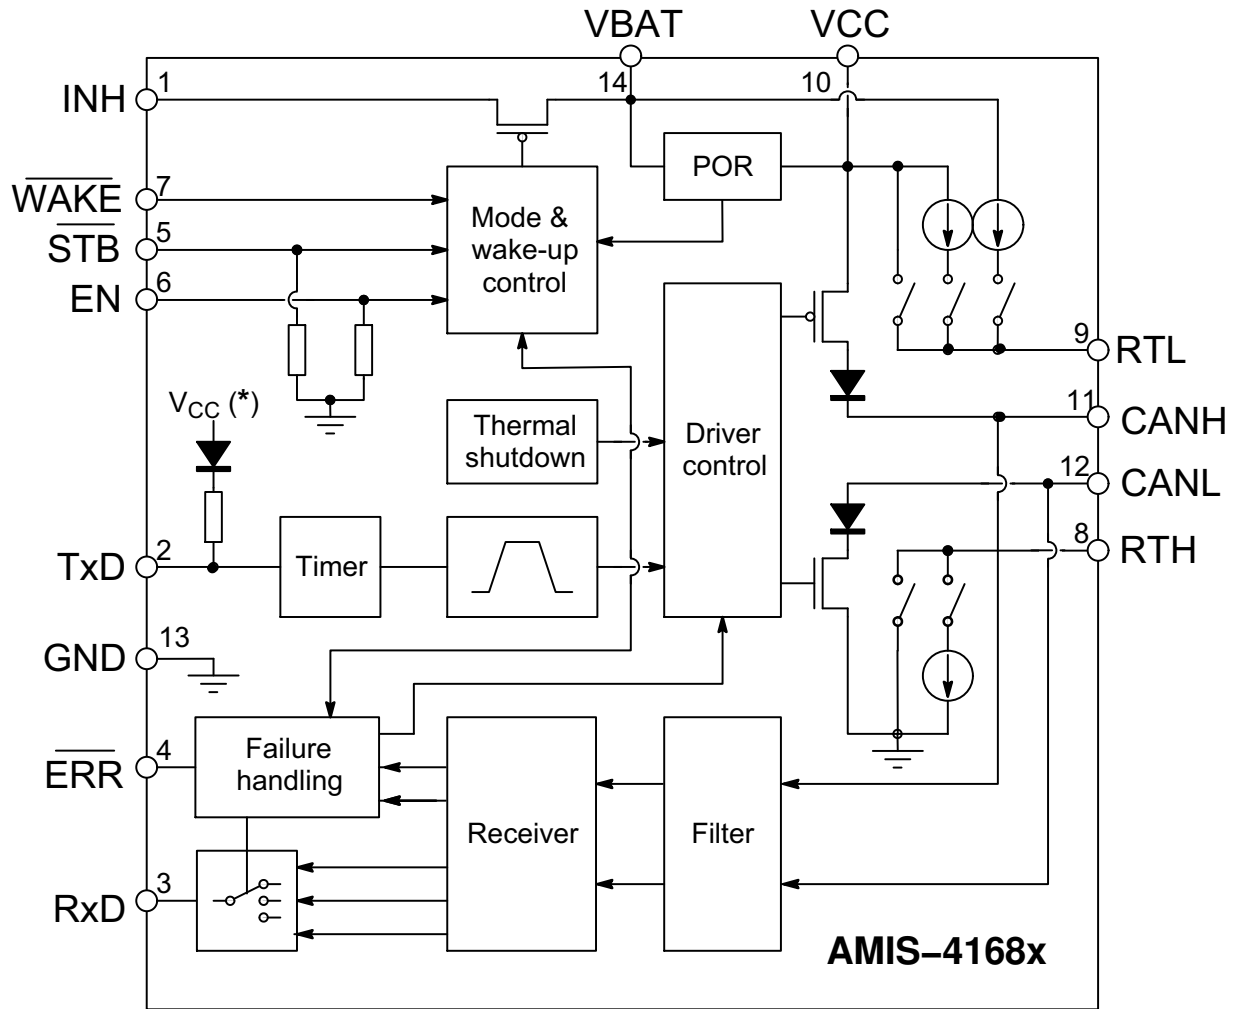 VBAT
VCC
INH
1
14
10
WAKE
7
POR
STB
5
Mode &
wake-up
control
EN
6
9
RTL
VCC (*)
11
CANH
Thermal
shutdown
Driver
control
12
CANL
TxD
2
Timer
8
RTH
GND
13
ERR
4
Failure
handling
Receiver
Filter
RxD
3
AMIS–4168x